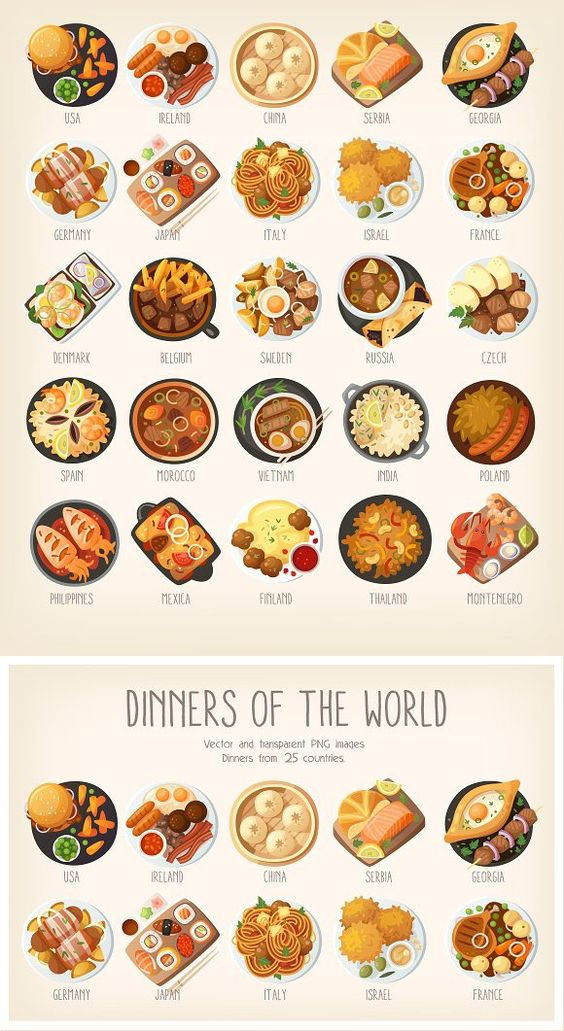 USA IRELAND CHINA SERBIA GEORGIA
GERMANY JAPAN ITALY ISRAEL FRANCE
DENMARK BELGIUM SWEDEN RUSSIA CZECH
SPAIN MOROCCO VIETNAM INDIA POLAND
PHILIPPINES MEXICA FINLAND THAILAND MONTENEGRO
DINNERS OF THE WORLD
Vector and transparent PNG images
Dinners from 25 countries.
USA IRELAND CHINA SERBIA GEORGIA
GERMANY JAPAN ITALY ISRAEL FRANCE